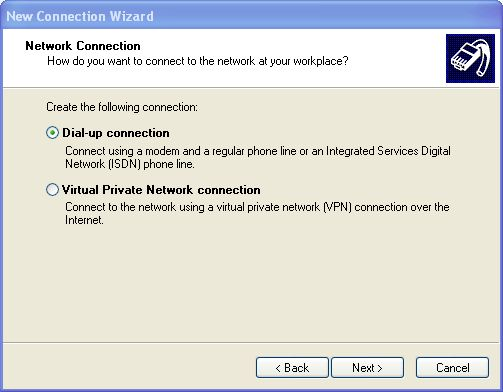 New Connection Wizard
Network Connection
How do you want to connect to the network at your workplace?
Create the following connection:
Dial-up connection
Connect using a modem and a regular phone line or an Integrated Services Digital
Network (ISDN) phone line.
Virtual Private Network connection
Connect to the network using a virtual private network (VPN) connection over the
Internet.
< Back Next > Cancel